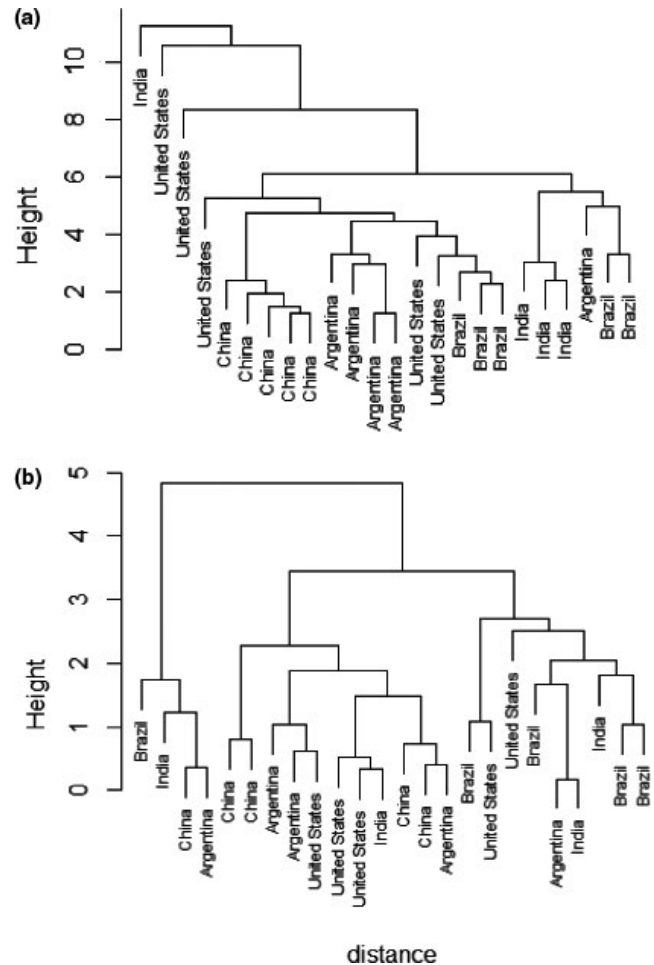 (a)
Height
10
8
6
4
2
0
India
United States
United States
United States
China
China
China
China
China
Argentina
Argentina
Argentina
Argentina
United States
United States
Brazil
Brazil
Brazil
India
India
India
Argentina
Brazil
Brazil
(b)
Height
5
4
3
2
1
0
Brazil
India
China
Argentina
China
China
Argentina
Argentina
United States
United States
United States
India
China
China
Argentina
Brazil
United States
United States
Brazil
Argentina
India
India
Brazil
Brazil
distance